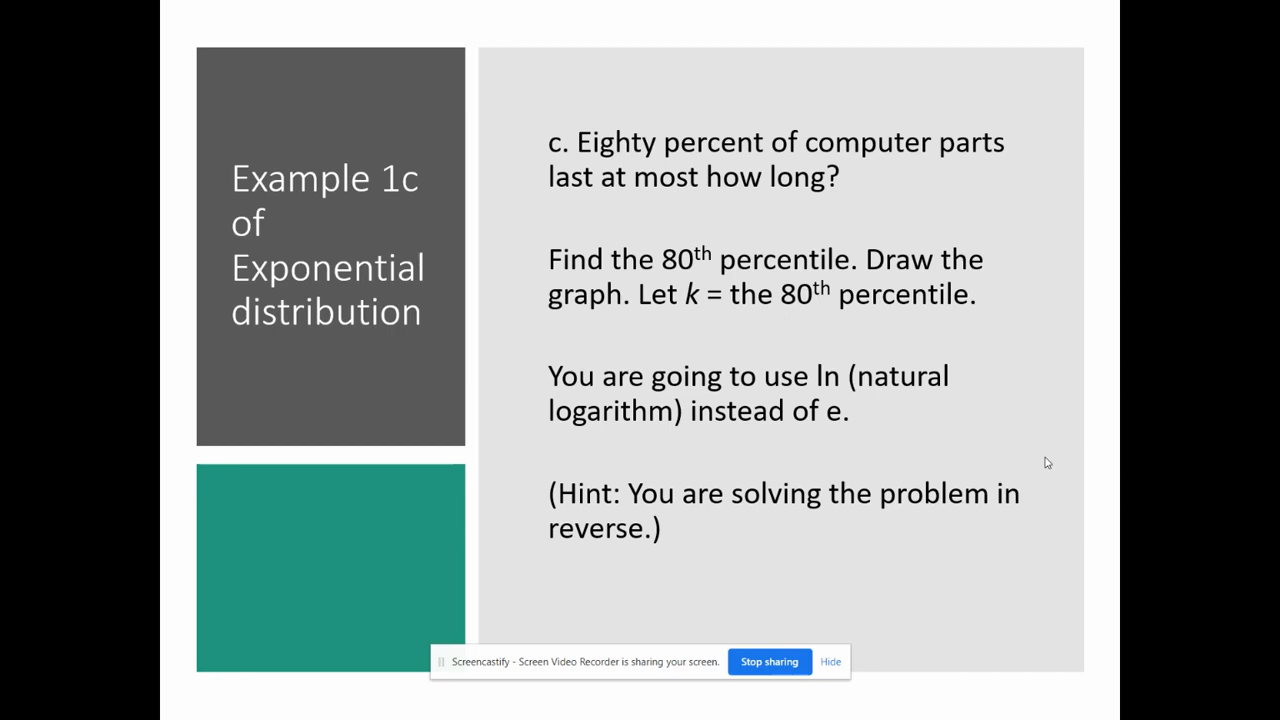 Example 1c
of
Exponential
distribution
c. Eighty percent of computer parts
last at most how long?
Find the 80th percentile. Draw the
graph. Let k = the 80th percentile.
You are going to use ln (natural
logarithm) instead of e.
(Hint: You are solving the problem in
reverse.)
Screencastify - Screen Video Recorder is sharing your screen. Stop sharing Hide